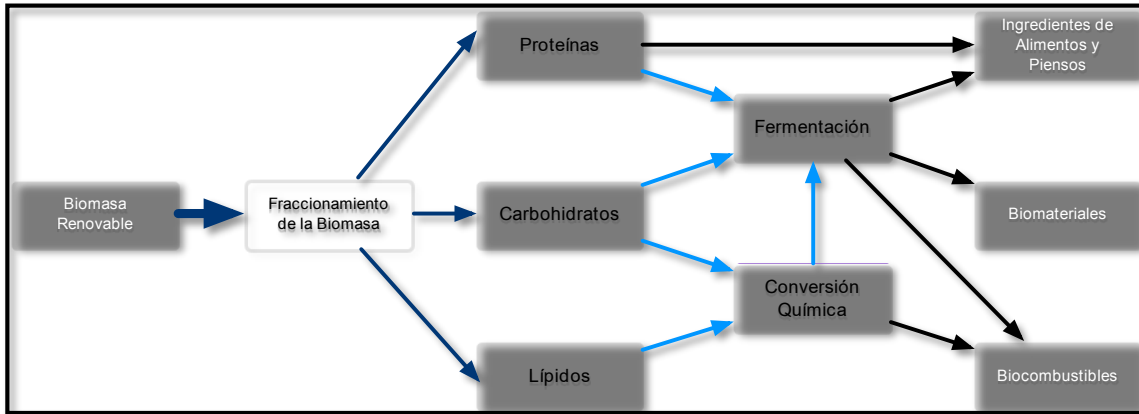 Biomasa
Renovable
Fraccionamiento
de la Biomasa
Proteínas
Carbohidratos
Lípidos
Fermentación
Conversión
Química
Ingredientes de
Alimentos y
Piensos
Biomateriales
Biocombustibles